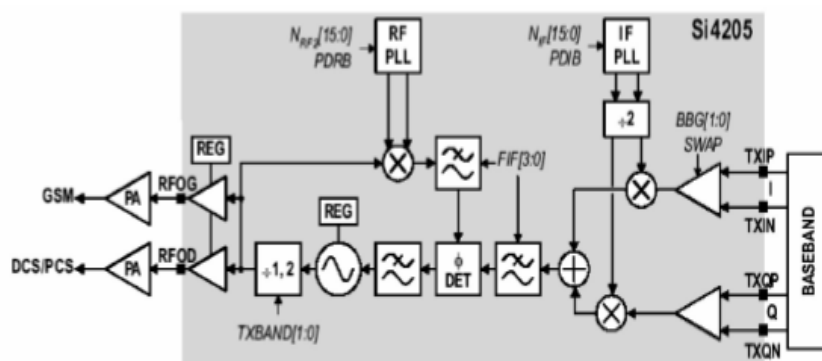 Si4205
N_RF3[15:0]
PDRB
RF
PLL
N_IF[15:0]
PDIB
IF
PLL
÷2
BBG[1:0]
SWAP
TXIP
I
TXIN
REG
FIF[3:0]
GSM
PA
RFOG
REG
DCS/PCS
PA
RFOD
÷1, 2
ϕ
DET
TXBAND[1:0]
TXQP
Q
TXQN
BASEBAND